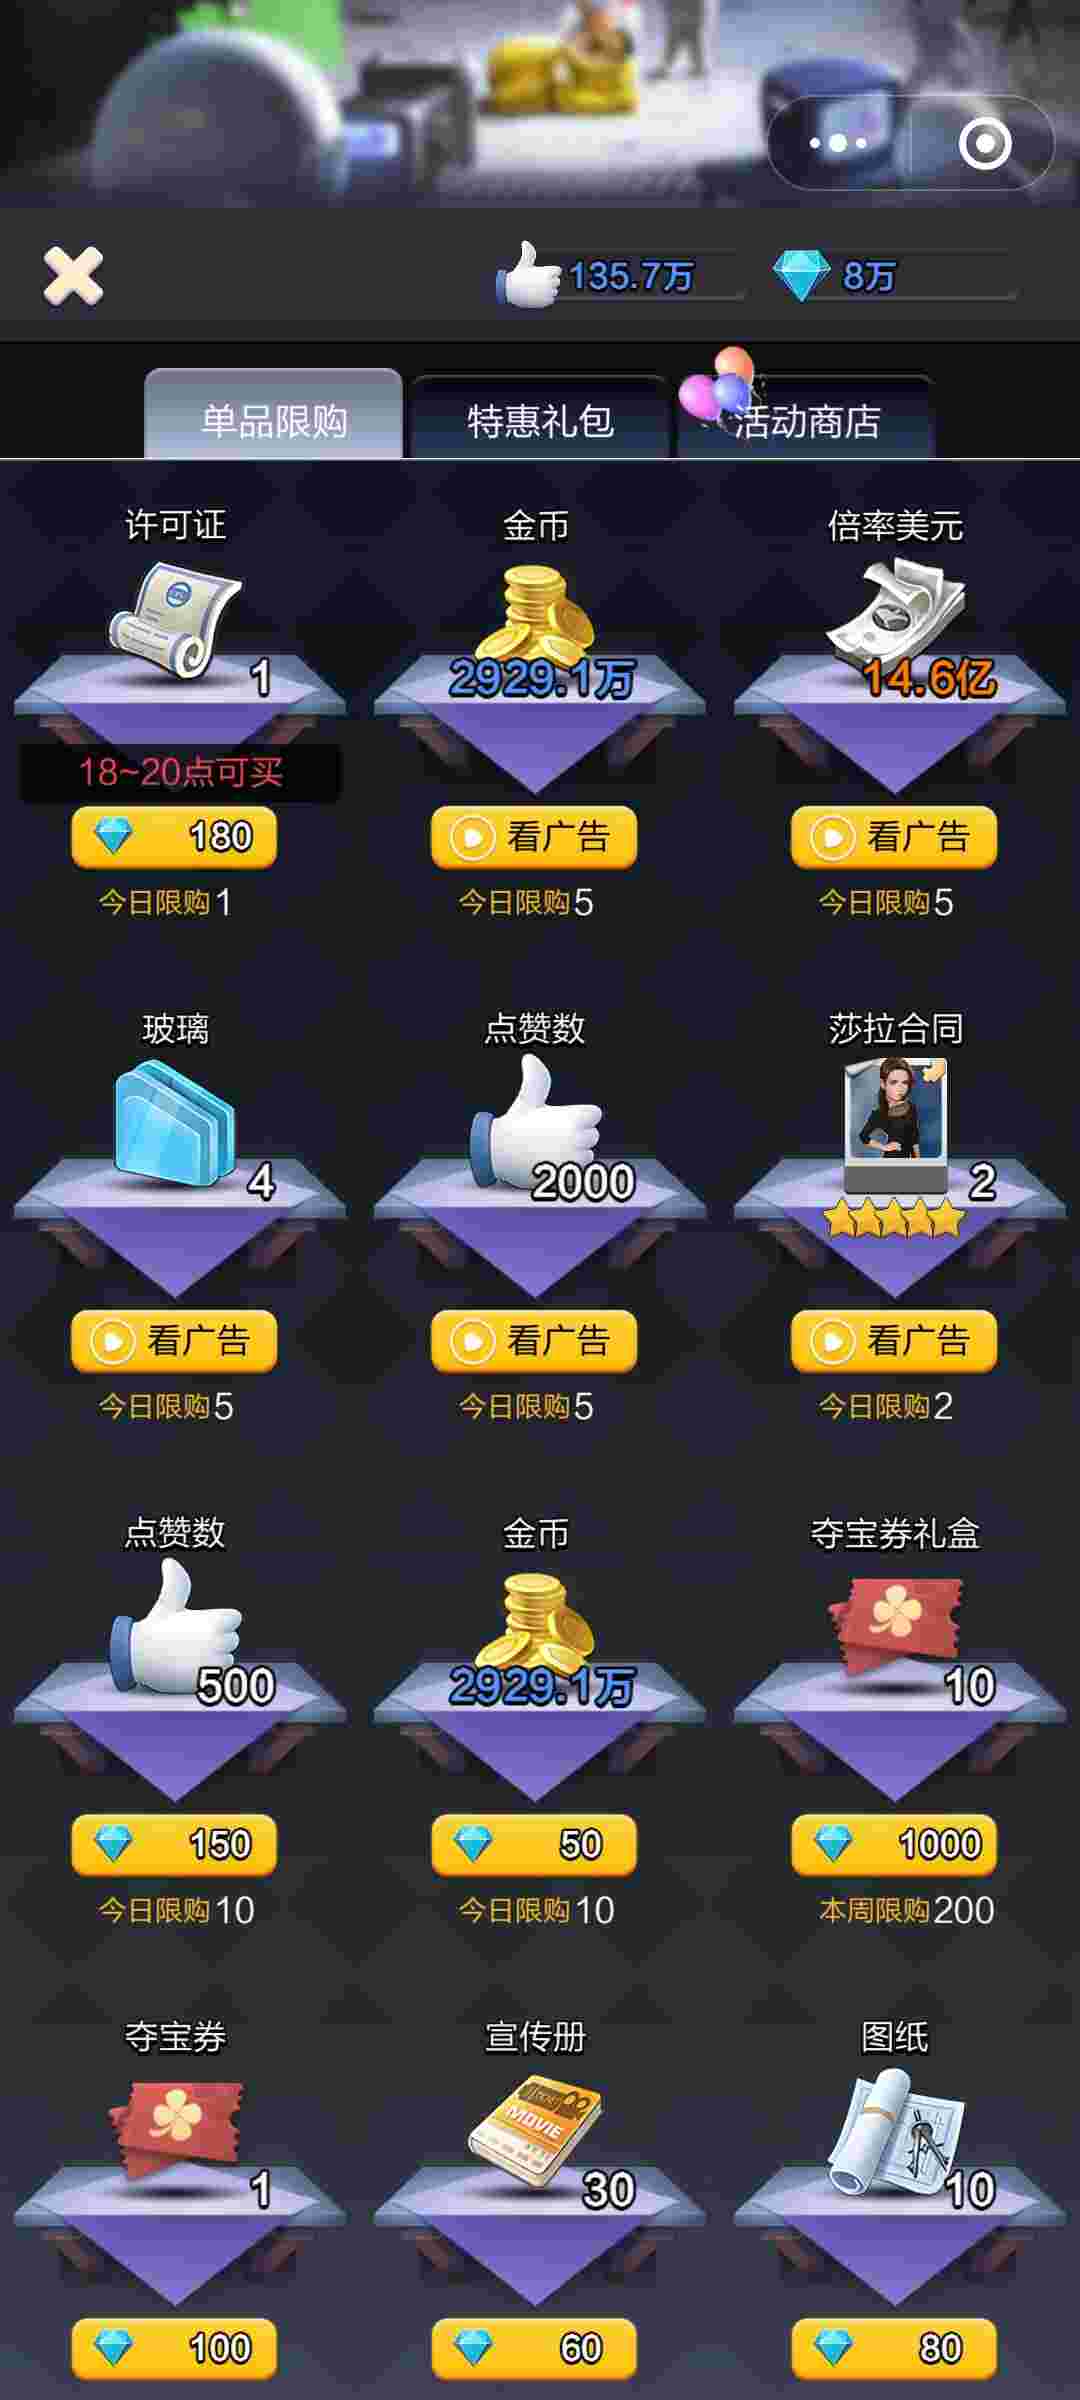 135.7万
8万
单品限购
特惠礼包
活动商店
许可证
金币
倍率美元
1
2929.1万
14.6亿
18~20点可买
180
看广告
看广告
今日限购1
今日限购5
今日限购5
玻璃
点赞数
莎拉合同
4
2000
2
看广告
看广告
看广告
今日限购5
今日限购5
今日限购2
点赞数
金币
夺宝券礼盒
500
2929.1万
10
150
50
1000
今日限购10
今日限购10
本周限购200
夺宝券
宣传册
图纸
MOVIE
1
30
10
100
60
80